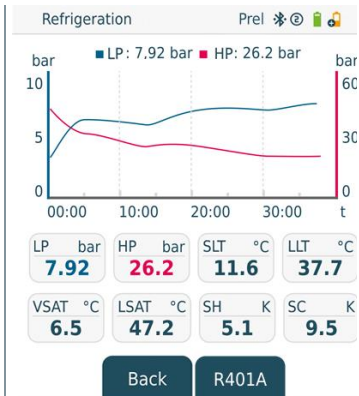 Refrigeration Prel 2
LP: 7,92 bar HP: 26.2 bar
bar bar
10 60
5 30
0 0
00:00 10:00 20:00 30:00 t
LP bar HP bar SLT °C LLT °C
7.92 26.2 11.6 37.7
VSAT °C LSAT °C SH K SC K
6.5 47.2 5.1 9.5
Back R401A